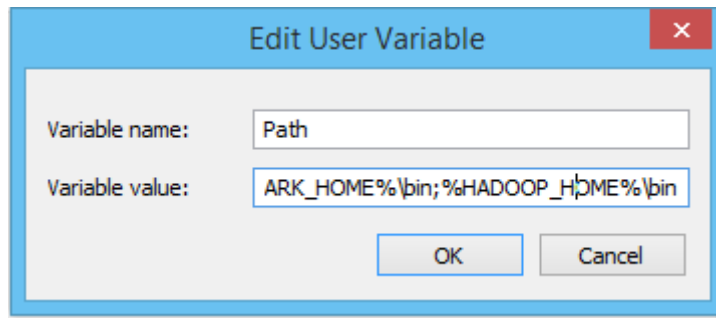 Edit User Variable
Variable name: Path
Variable value: ARK_HOME%\bin;%HADOOP_HOME%\bin
OK Cancel